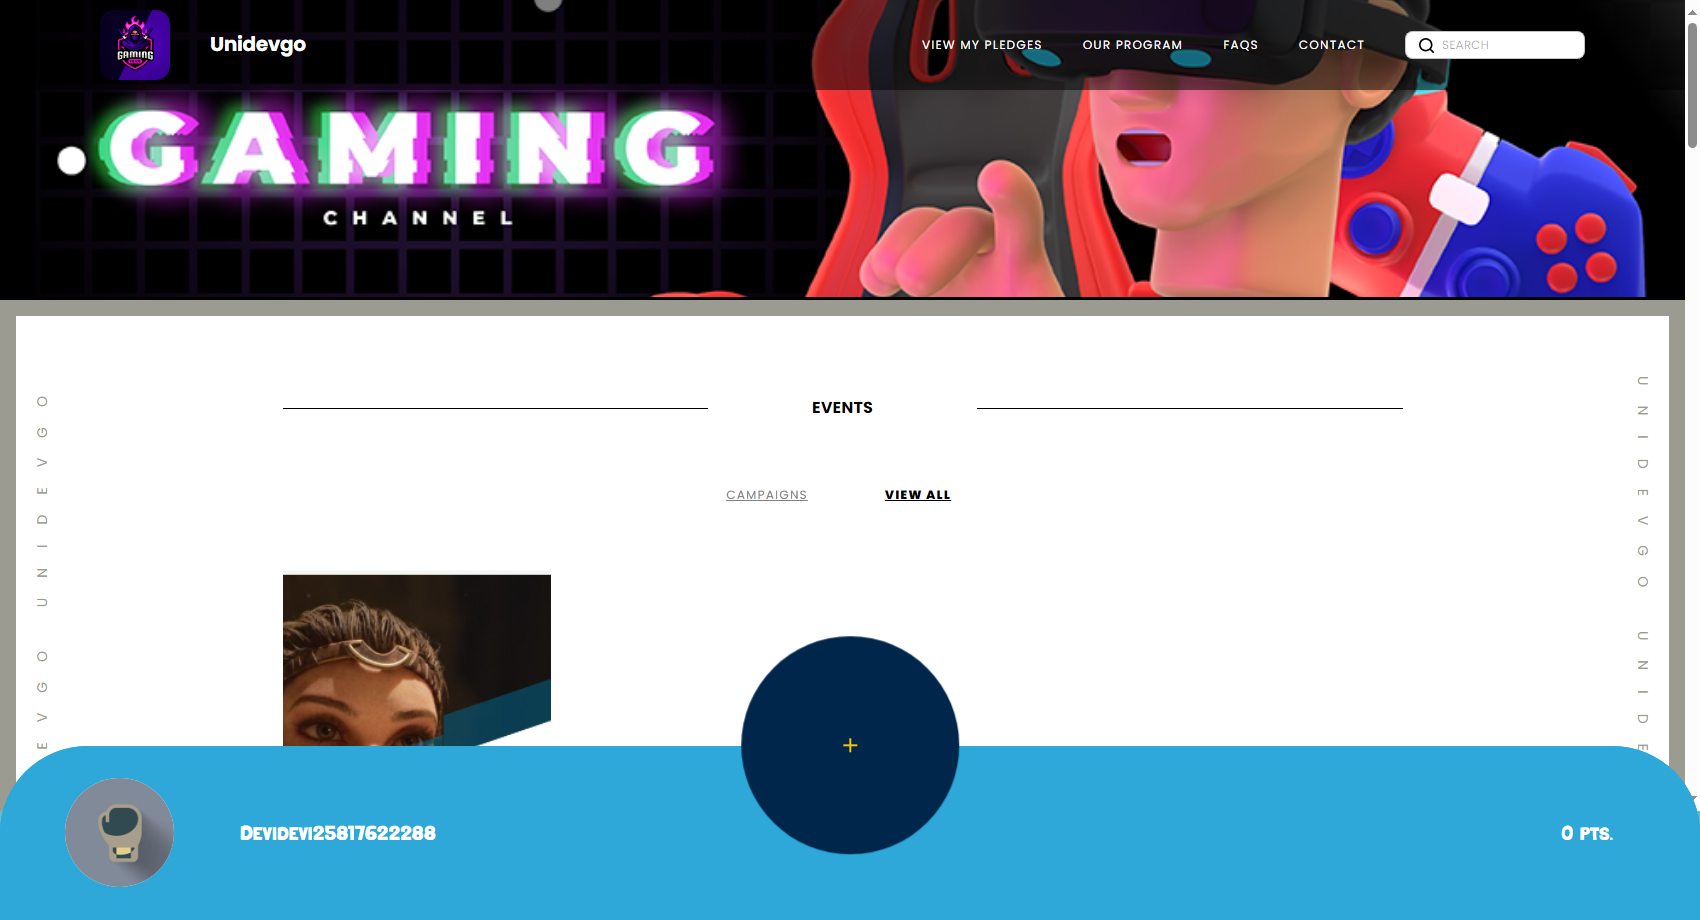 GAMING
Unidevgo
VIEW MY PLEDGES
OUR PROGRAM
FAQS
CONTACT
SEARCH
GAMING
CHANNEL
EVENTS
CAMPAIGNS
VIEW ALL
EVGO UNIDEVGO
UNIDEVGO UNIDE
Devidevi25817622288
0 PTS.